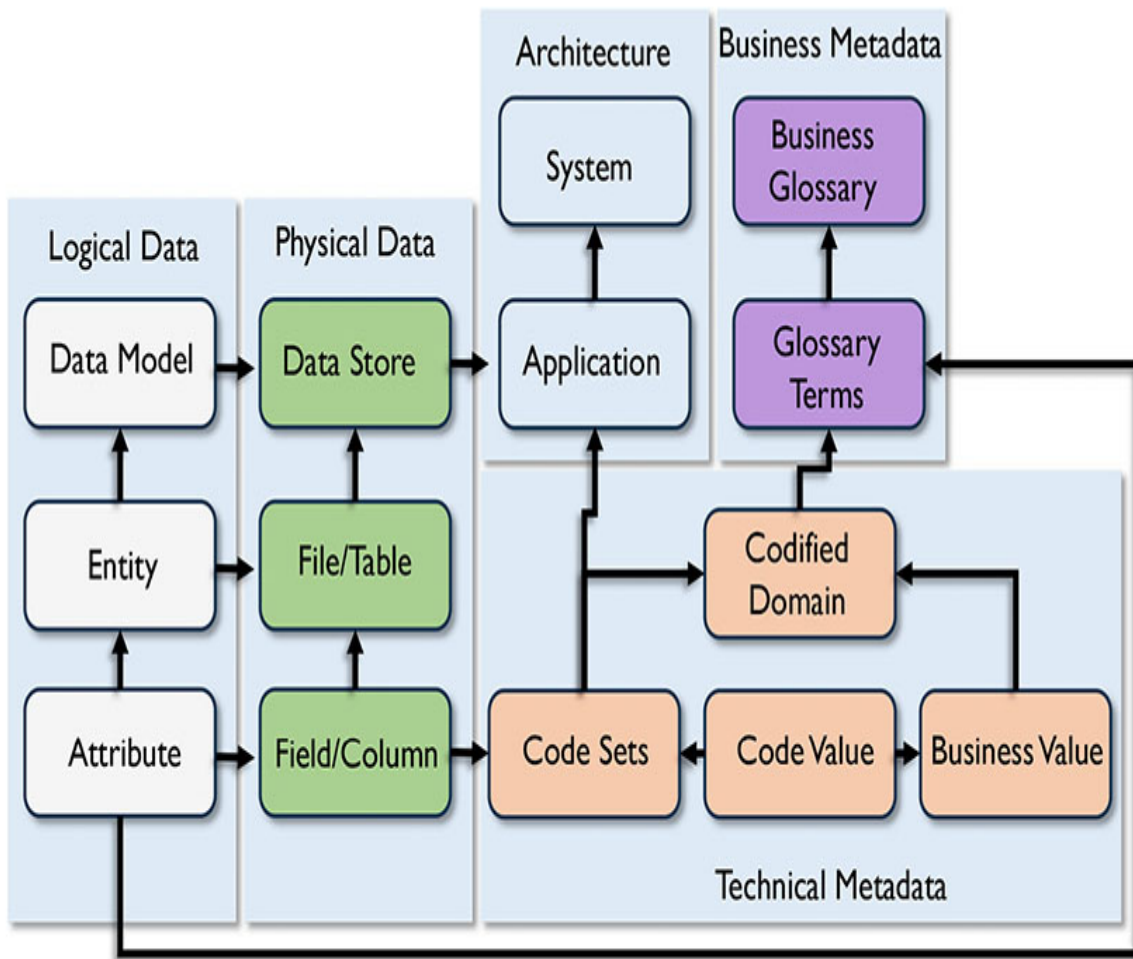 Architecture
Business Metadata
System
Business
Glossary
Logical Data
Physical Data
Data Model
Data Store
Application
Glossary
Terms
Entity
File/Table
Codified
Domain
Attribute
Field/Column
Code Sets
Code Value
Business Value
Technical Metadata